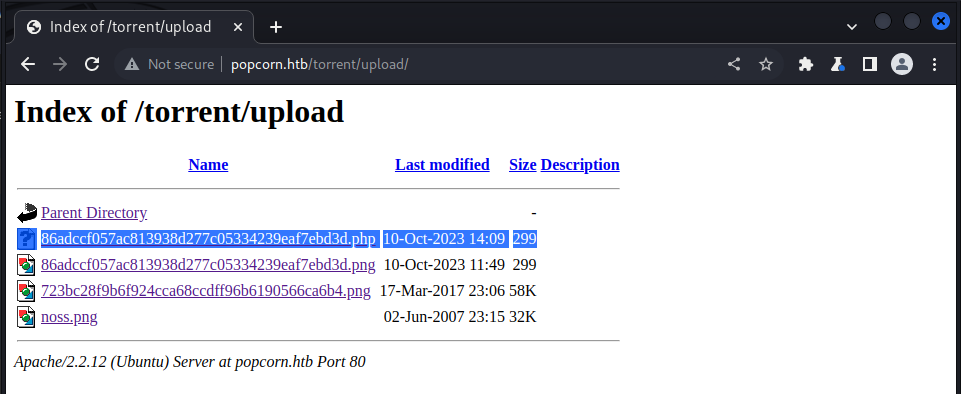 Index of /torrent/upload
Not secure popcorn.htb/torrent/upload/
Index of /torrent/upload
Name Last modified Size Description
Parent Directory -
86adccf057ac813938d277c05334239eaf7ebd3d.php 10-Oct-2023 14:09 299
86adccf057ac813938d277c05334239eaf7ebd3d.png 10-Oct-2023 11:49 299
723bc28f9b6f924cca68ccdff96b6190566ca6b4.png 17-Mar-2017 23:06 58K
noss.png 02-Jun-2007 23:15 32K
Apache/2.2.12 (Ubuntu) Server at popcorn.htb Port 80